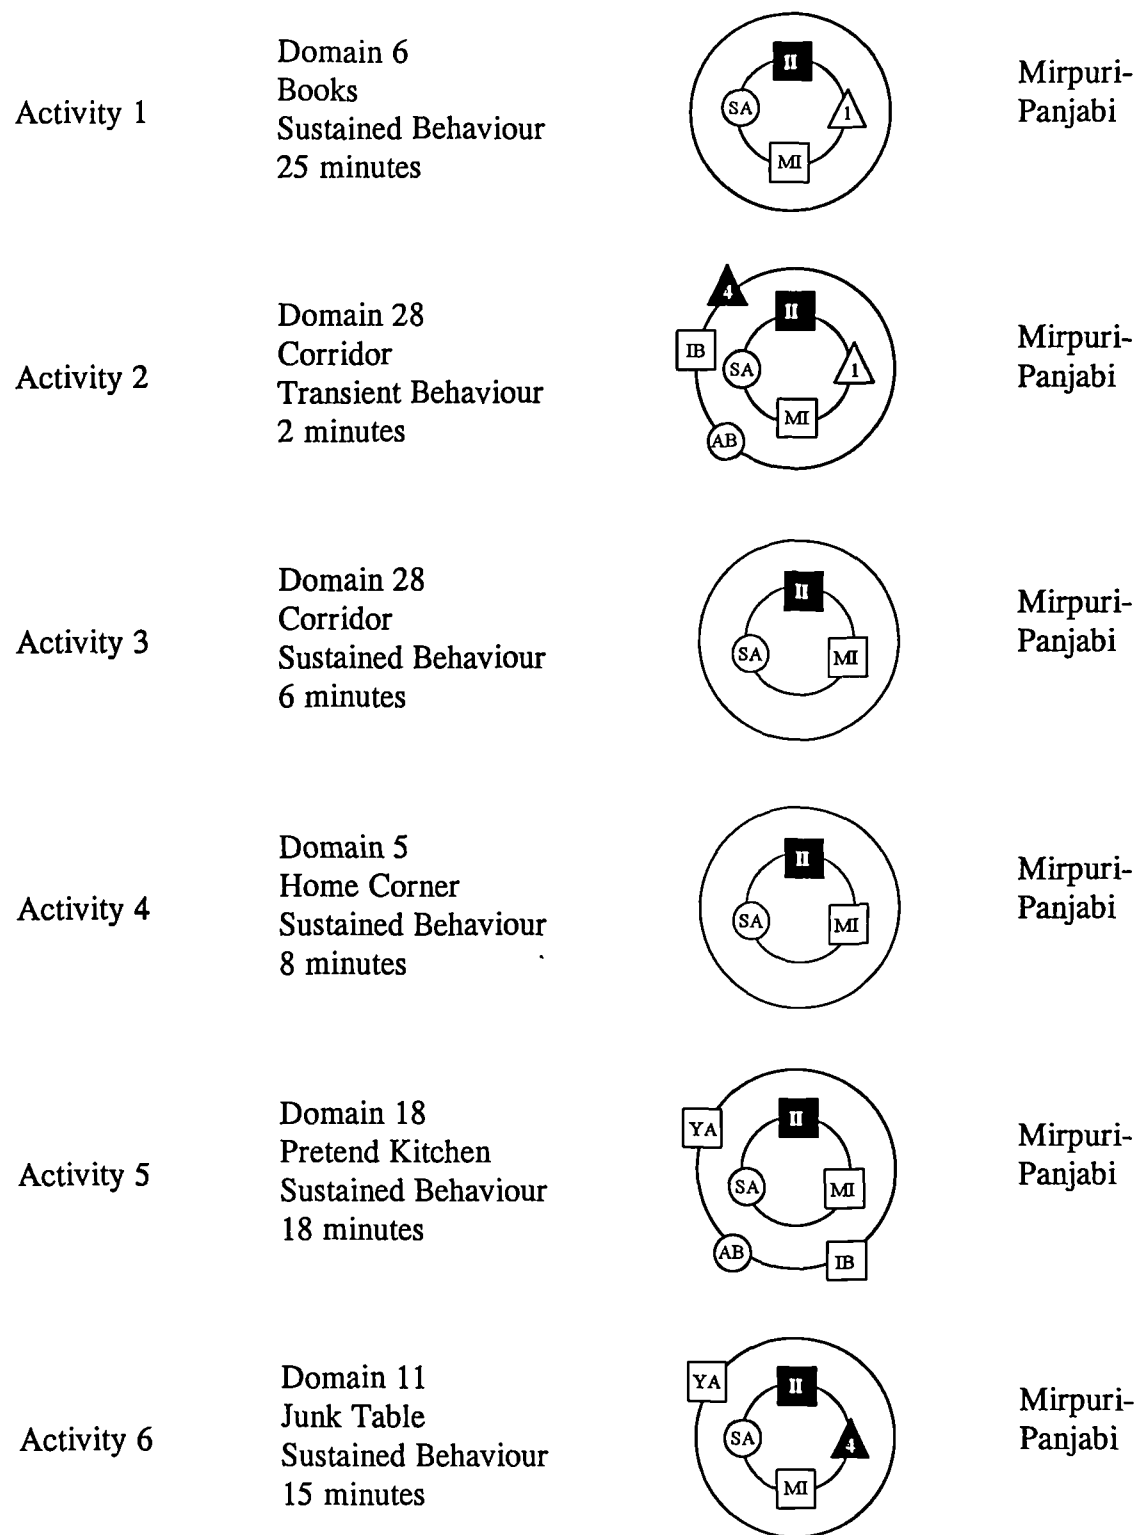 Activity 1
Domain 6
Books
Sustained Behaviour
25 minutes
II
SA
1
MI
Mirpuri-
Panjabi
Activity 2
Domain 28
Corridor
Transient Behaviour
2 minutes
4
II
IB
SA
1
MI
AB
Mirpuri-
Panjabi
Activity 3
Domain 28
Corridor
Sustained Behaviour
6 minutes
II
SA
MI
Mirpuri-
Panjabi
Activity 4
Domain 5
Home Corner
Sustained Behaviour
8 minutes
II
SA
MI
Mirpuri-
Panjabi
Activity 5
Domain 18
Pretend Kitchen
Sustained Behaviour
18 minutes
II
YA
SA
MI
AB
IB
Mirpuri-
Panjabi
Activity 6
Domain 11
Junk Table
Sustained Behaviour
15 minutes
YA
II
SA
4
MI
Mirpuri-
Panjabi